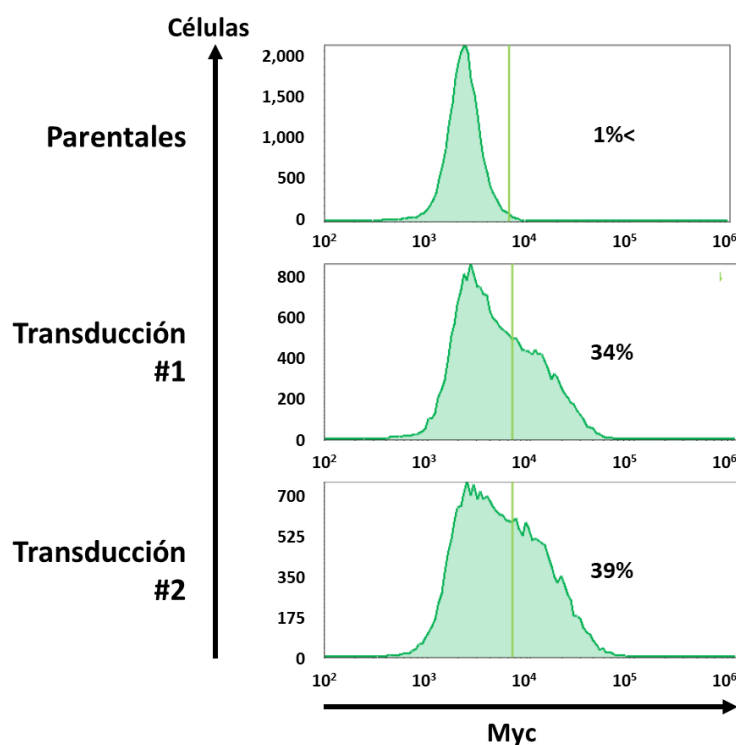 Células
Parentales
2,000
1,500
1,000
500
0
1%<
10² 10³ 10⁴ 10⁵ 10⁶
Transducción
#1
800
600
400
200
0
34%
10² 10³ 10⁴ 10⁵ 10⁶
Transducción
#2
700
525
350
175
0
39%
10² 10³ 10⁴ 10⁵ 10⁶
Myc